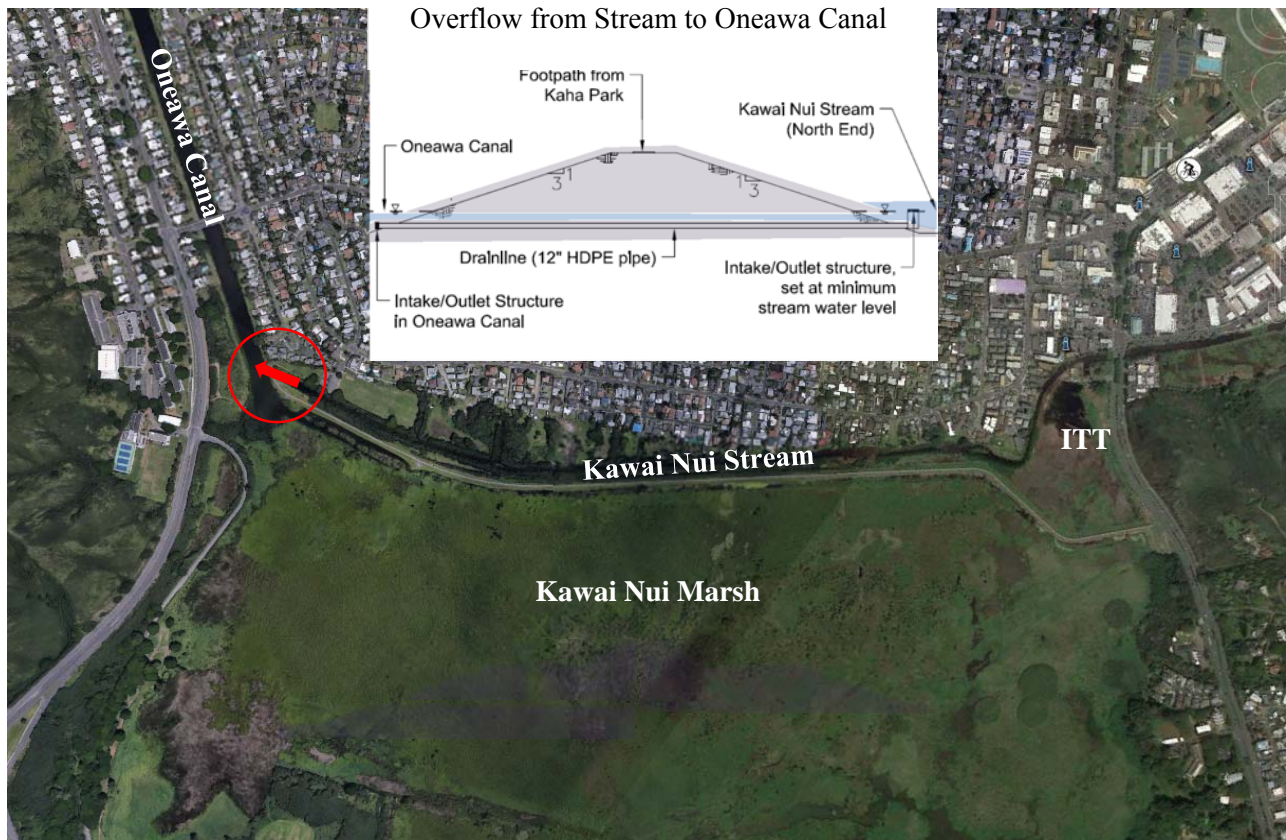 Overflow from Stream to Oneawa Canal
Footpath from
Kaha Park
Kawai Nui Stream
(North End)
Oneawa Canal
3
1
1
3
Drainline (12" HDPE pipe)
Intake/Outlet Structure
in Oneawa Canal
Intake/Outlet structure,
set at minimum
stream water level
Oneawa Canal
Kawai Nui Stream
ITT
Kawai Nui Marsh